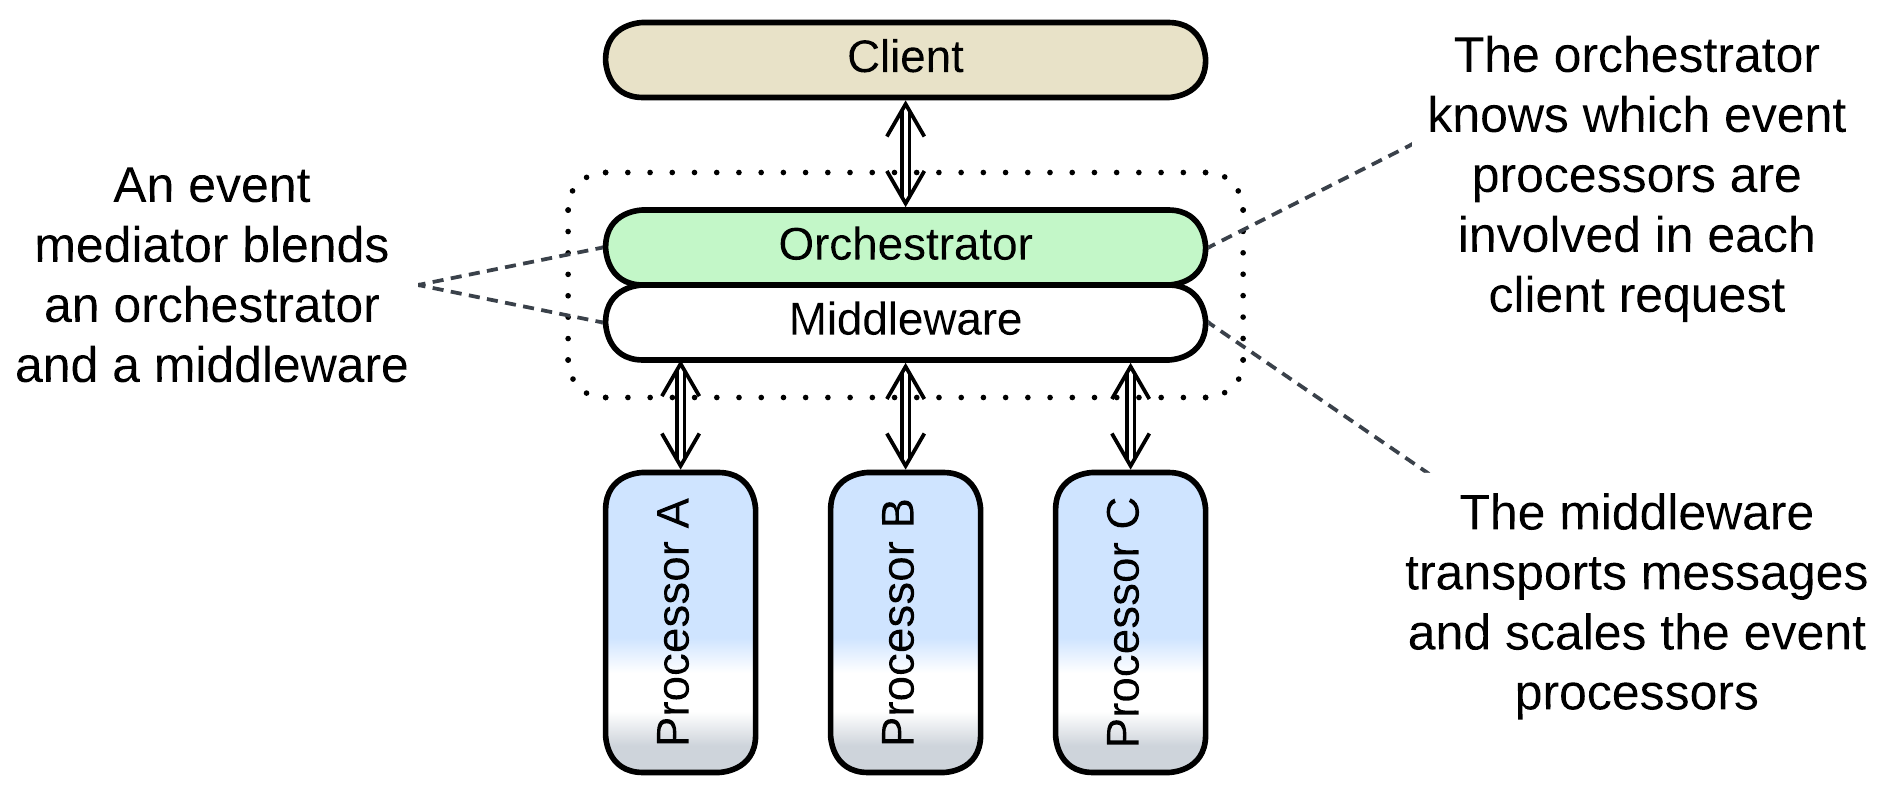 Client
The orchestrator
knows which event
processors are
involved in each
client request
An event
mediator blends
an orchestrator
and a middleware
Orchestrator
Middleware
Processor A
Processor B
Processor C
The middleware
transports messages
and scales the event
processors